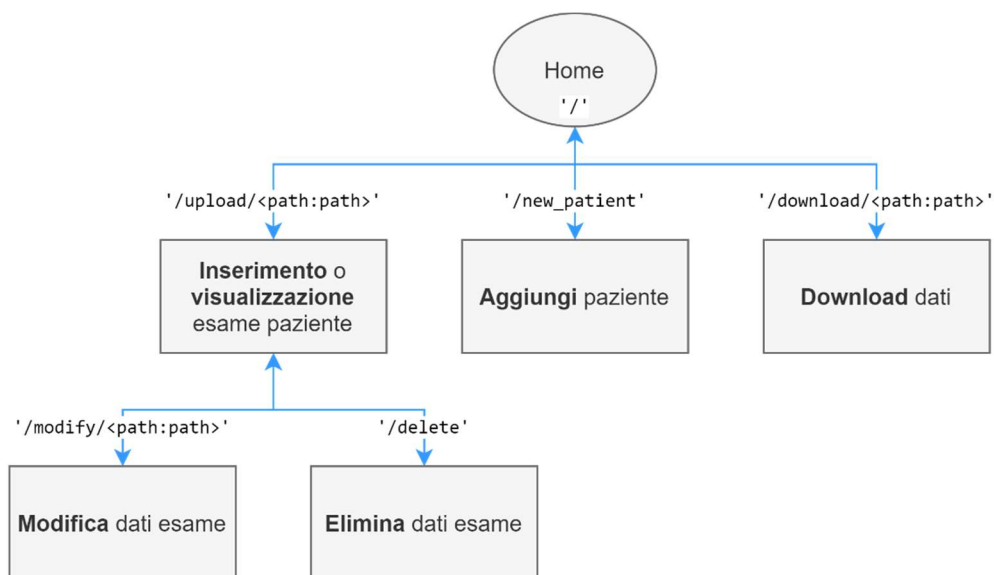 Home
'/'
'/upload/<path:path>'
'/new_patient'
'/download/<path:path>'
Inserimento o
visualizzazione
esame paziente
Aggiungi paziente
Download dati
'/modify/<path:path>'
'/delete'
Modifica dati esame
Elimina dati esame